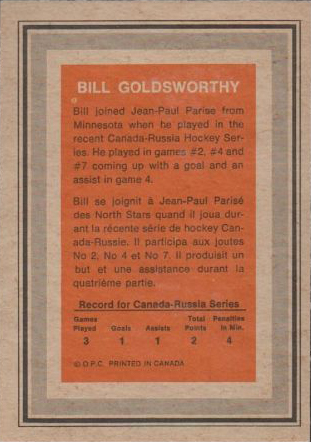 BILL GOLDSWORTHY
Bill joined Jean-Paul Parise from
Minnesota when he played in the
recent Canada-Russia Hockey Ser-
ies. He played in games #2, #4 and
#7 coming up with a goal and an
assist in game 4.
Bill se joignit à Jean-Paul Parisé
des North Stars quand il joua dur-
ant la récente série de hockey Can-
ada-Russie. Il participa aux joutes
No 2, No 4 et No 7. Il produisit un
but et une assistance durant la
quatrième partie.
Record for Canada-Russia Series
Games Total Penalties
Played Goals Assists Points in Min.
3 1 1 2 4
© O.P.C. PRINTED IN CANADA